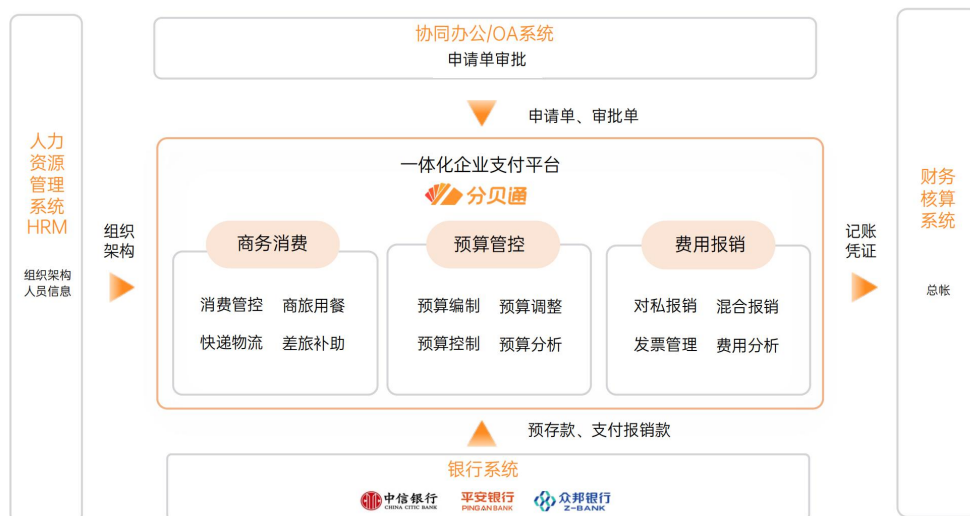 协同办公/OA系统
申请单审批
申请单、审批单
人力
资源
管理
系统
HRM
组织架构
人员信息
组织
架构
一体化企业支付平台
分贝通
商务消费
消费管控 商旅用餐
快递物流 差旅补助
预算管控
预算编制 预算调整
预算控制 预算分析
费用报销
对私报销 混合报销
发票管理 费用分析
记账
凭证
财务
核算
系统
总帐
预存款、支付报销款
银行系统
中信银行
CHINA CITIC BANK
平安银行
PINGAN BANK
众邦银行
Z-BANK